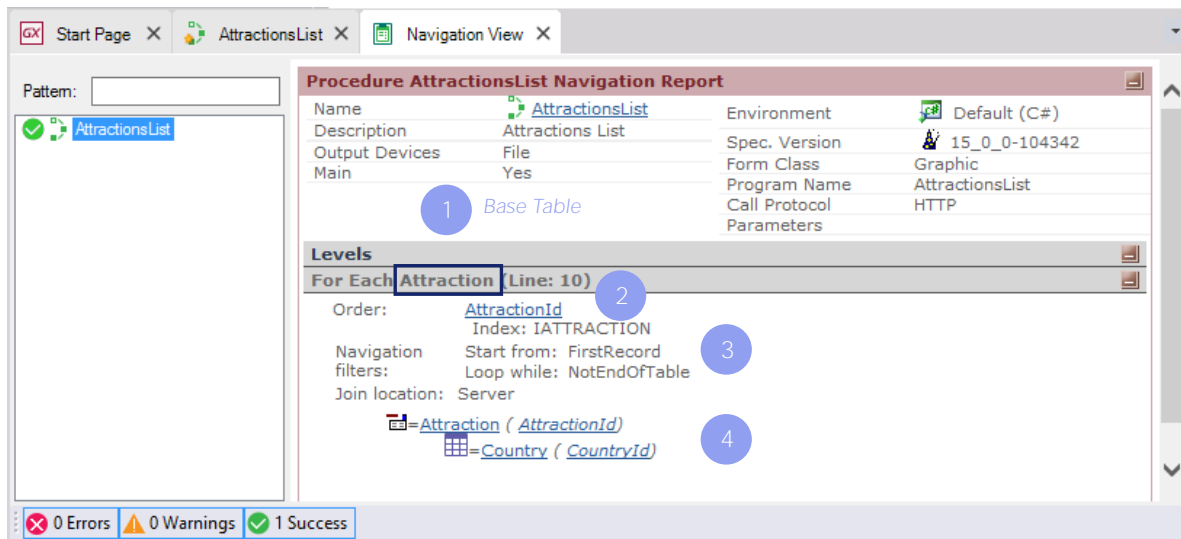 GX Start Page AttractionsList Navigation View
Pattern:
AttractionsList
Procedure AttractionsList Navigation Report
Name AttractionsList
Description Attractions List
Output Devices File
Main Yes
Environment Default (C#)
Spec. Version 15_0_0-104342
Form Class Graphic
Program Name AttractionsList
Call Protocol HTTP
Parameters
1 Base Table
Levels
For Each Attraction (Line: 10)
2
Order: AttractionId
Index: IATTRACTION
Navigation filters: Start from: FirstRecord
Loop while: NotEndOfTable
3
Join location: Server
=Attraction ( AttractionId)
=Country ( CountryId)
4
0 Errors 0 Warnings 1 Success